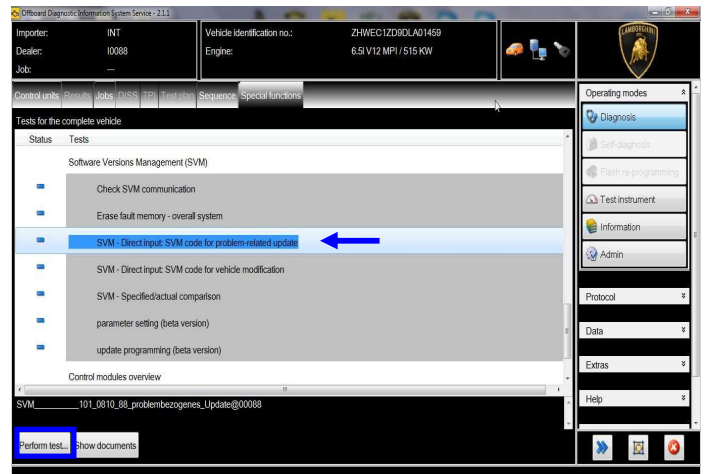 Offboard Diagnostic Information System Service - 2.1.1
Importer: INT Vehicle identification no.: ZHWEC1ZD9DLA01459
Dealer: I0088 Engine: 6.5l V12 MPI / 515 KW
Job: ---
LAMBORGHINI
Control units Results Jobs DISS TPI Test plan Sequence Special functions
Tests for the complete vehicle
Status Tests
Software Versions Management (SVM)
Check SVM communication
Erase fault memory - overall system
SVM - Direct input: SVM code for problem-related update
SVM - Direct input: SVM code for vehicle modification
SVM - Specified/actual comparison
parameter setting (beta version)
update programming (beta version)
Control modules overview
SVM______101_0810_88_problembezogenes_Update@00088
Perform test... Show documents
Operating modes
Diagnosis
Self-diagnosis
Flash re-programming
Test instrument
Information
Admin
Protocol
Data
Extras
Help